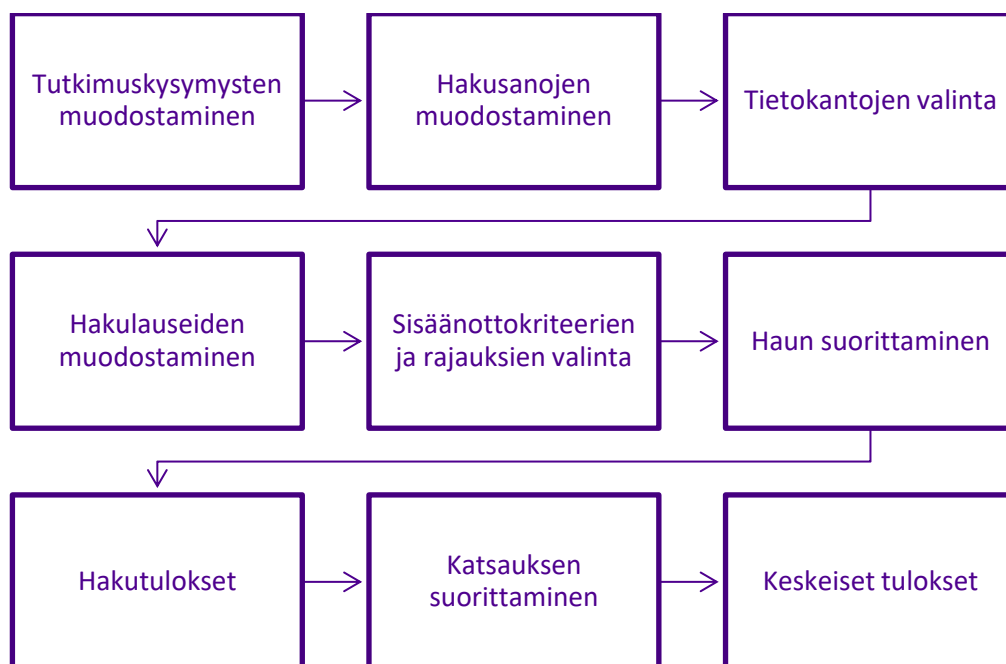 Tutkimuskysymysten
muodostaminen
Hakusanojen
muodostaminen
Tietokantojen valinta
Hakulauseiden
muodostaminen
Sisäänottokriteerien
ja rajauksien valinta
Haun suorittaminen
Hakutulokset
Katsauksen
suorittaminen
Keskeiset tulokset